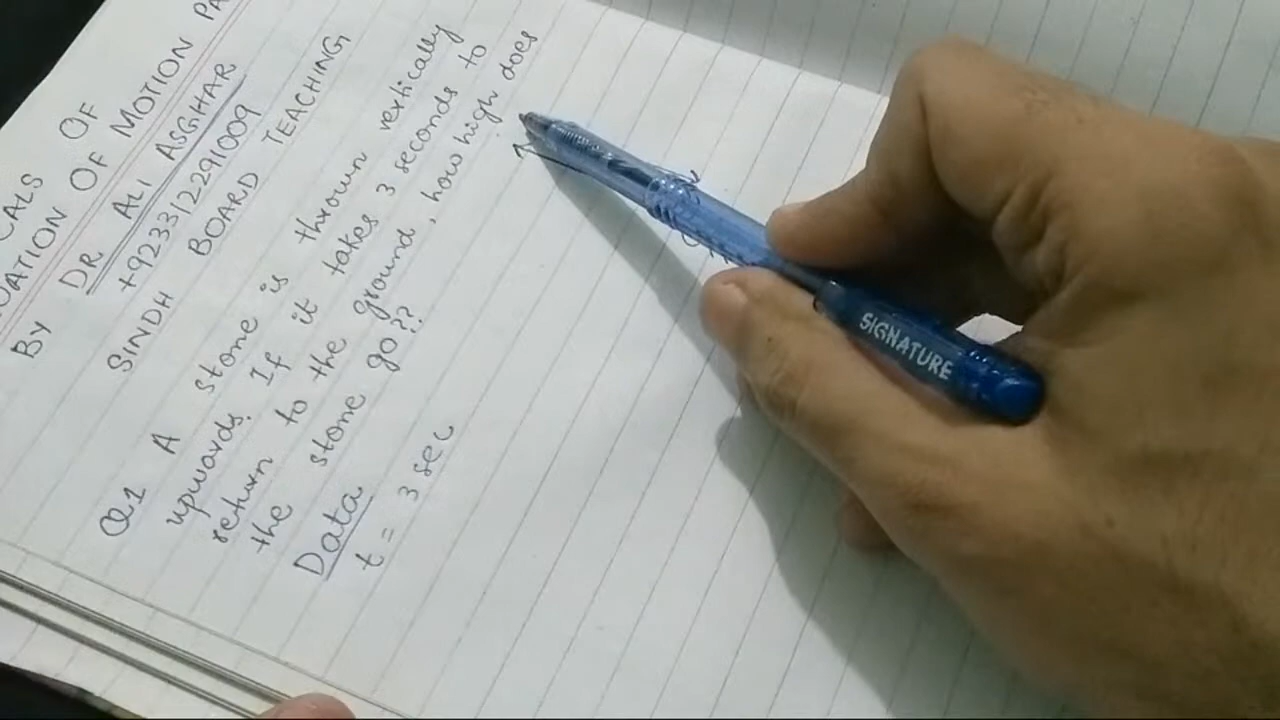 CALS OF
UATION OF MOTION PA
BY DR ALI ASGHAR
+923312291009
SINDH BOARD TEACHING
Q1 A stone is thrown vertically
upwards. If it takes 3 seconds to
return to the ground, how high does
the stone go??
Data
t = 3 sec
SIGNATURE